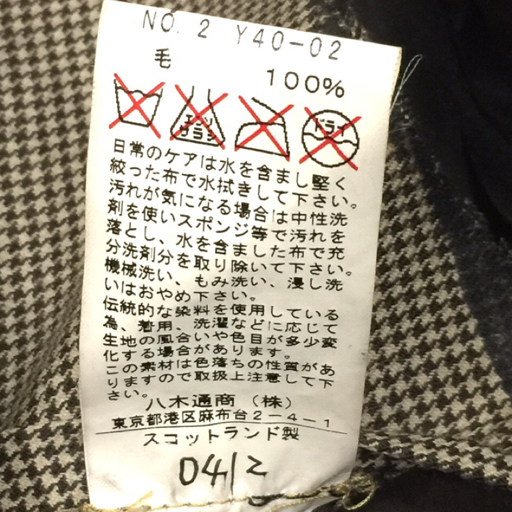 NO. 2 Y40-02
毛
100%
エンソ サラシ ドライ
日常のケアは水を含まし堅く
絞った布で水拭きして下さい。
汚れが気になる場合は中性洗
剤を使いスポンジ等で汚れを
落とし、水を含ました布で充
分洗剤分を取り除いて下さい。
機械洗い、もみ洗い、浸し洗
いはおやめ下さい。
伝統的な染料を使用している
為、着用、洗濯などに応じて
生地の風合いや色目が多少変
化する場合があります。
この素材は色落ちの性質があ
りますので取扱上注意して下
さい。
八木通商（株）
東京都港区麻布台2-4-1
スコットランド製
0412